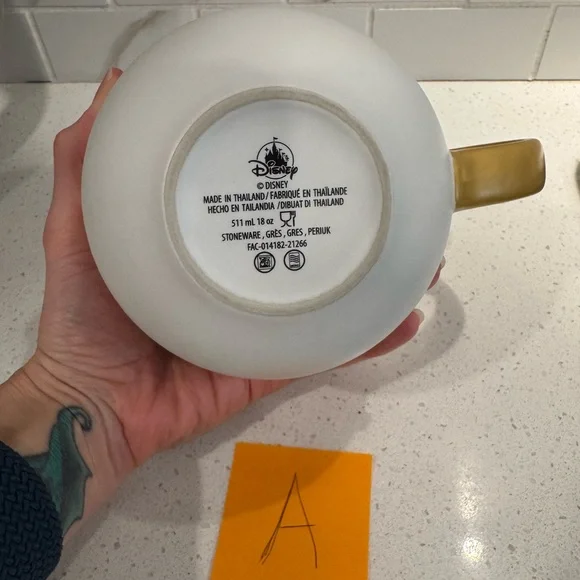 Disney
© DISNEY
MADE IN THAILAND/ FABRIQUÉ EN THAÏLANDE
HECHO EN TAILANDIA /DIBUAT DI THAILAND
511 mL 18 oz
STONEWARE , GRÈS , GRES , PERIUK
FAC-014182-21266
A